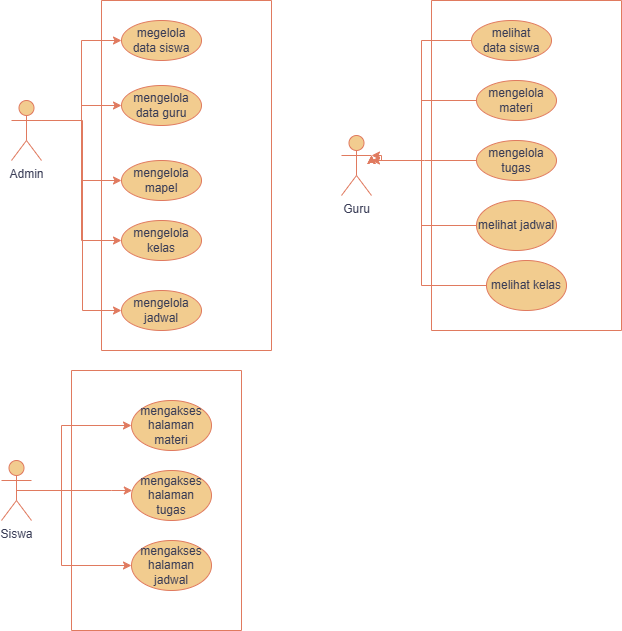 megelola
data siswa
mengelola
data guru
Admin
mengelola
mapel
mengelola
kelas
mengelola
jadwal
melihat
data siswa
mengelola
materi
mengelola
tugas
Guru
melihat jadwal
melihat kelas
mengakses
halaman
materi
mengakses
halaman
tugas
Siswa
mengakses
halaman
jadwal